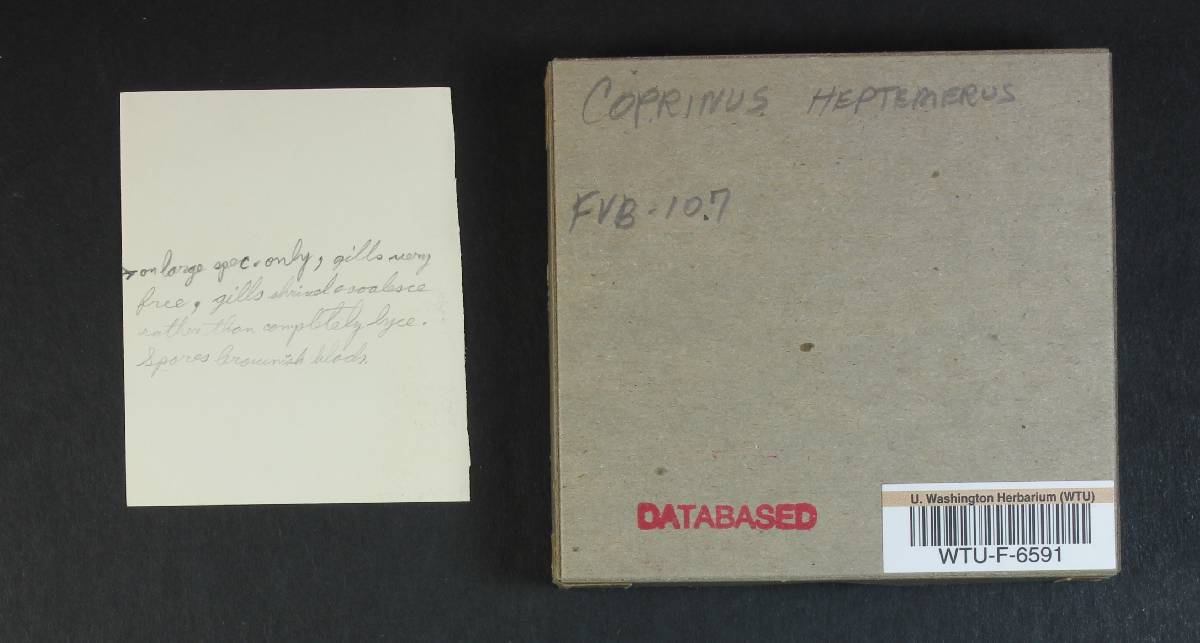 on large spec. only, gills very
free, gills shrivel & coalesce
rather than completely lyce.
Spores brownish black.
COPRINUS HEPTEMERUS
FVB-107
DATABASED
U. Washington Herbarium (WTU)
WTU-F-6591